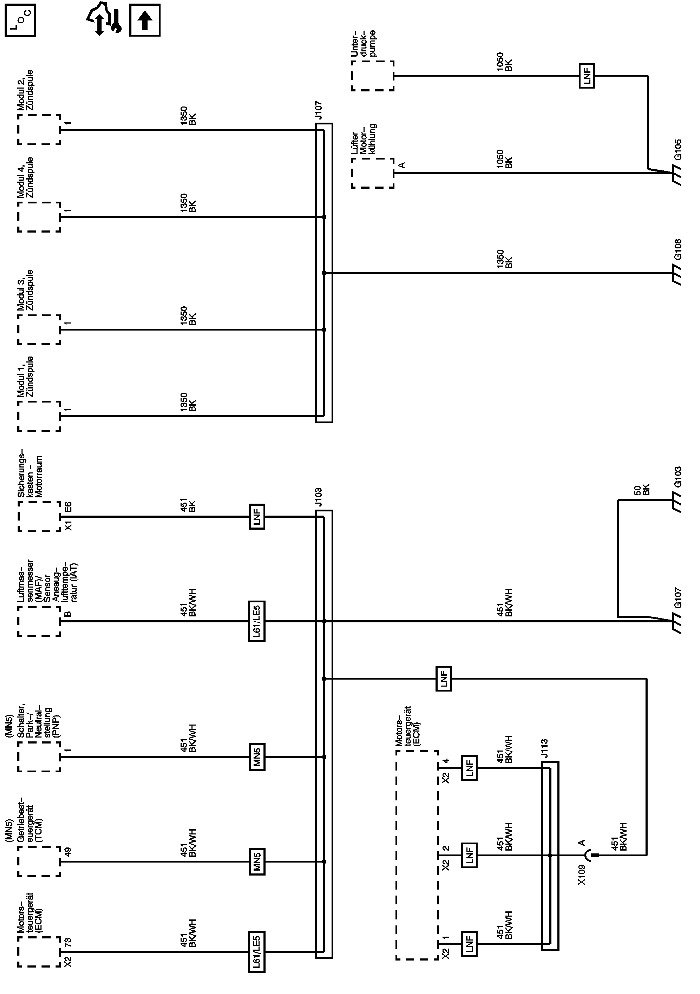 LOC
Modul 2,
Zündspule
1
1350
BK
Modul 4,
Zündspule
1
1350
BK
Modul 3,
Zündspule
1
1350
BK
Modul 1,
Zündspule
1
1350
BK
J107
Unter-
druck-
pumpe
1050
BK
LNF
Lüfter
Motor-
kühlung
A
1050
BK
G105
1350
BK
G108
Sicherungs-
kasten -
Motorraum
X1 E6
451
BK
LNF
J103
Luftmas-
senmesser
(MAF)/
Sensor
Ansaug-
lufttempe-
ratur (IAT)
B
451
BK/WH
L61/LE5
451
BK/WH
50
BK
G103
G107
(MN5)
Schalter,
Park-/
Neutral-
stellung
(PNP)
1
451
BK/WH
MN5
(MN5)
Getriebest-
euergerät
(TCM)
49
451
BK/WH
MN5
Motors-
teuergerät
(ECM)
X2 73
451
BK/WH
L61/LE5
LNF
Motors-
teuergerät
(ECM)
X2 4
LNF
451
BK/WH
X2 2
LNF
451
BK/WH
X2 1
LNF
451
BK/WH
J113
X109 A
451
BK/WH